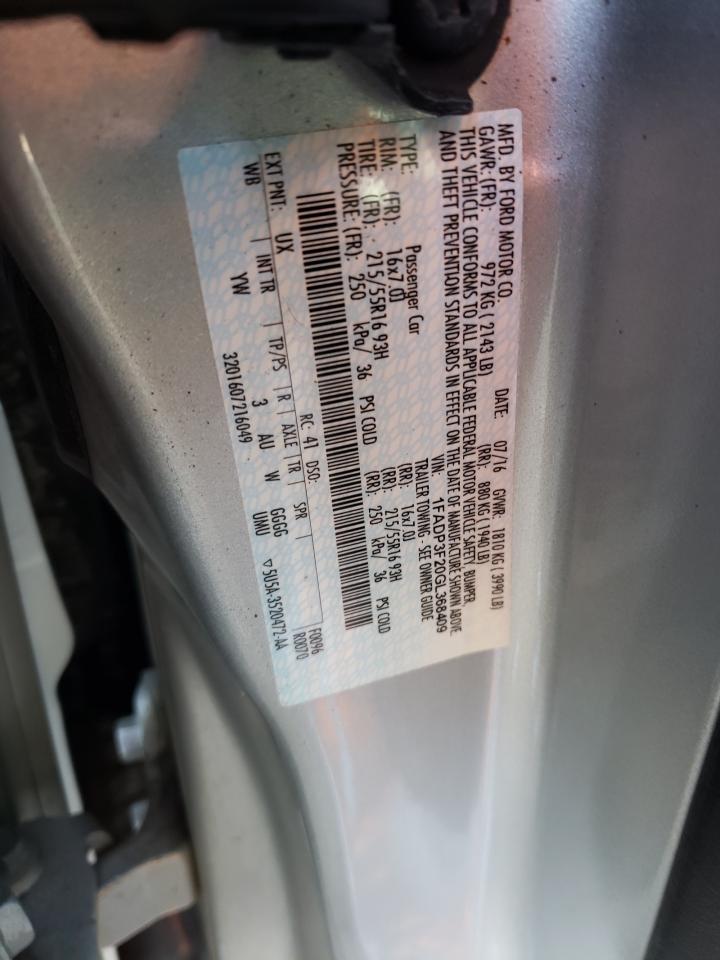 MFD. BY FORD MOTOR CO.
DATE: 07/16 GVWR: 1810 KG ( 3990 LB)
GAWR: (FR): 972 KG ( 2143 LB) (RR): 880 KG ( 1940 LB)
THIS VEHICLE CONFORMS TO ALL APPLICABLE FEDERAL MOTOR VEHICLE SAFETY, BUMPER,
AND THEFT PREVENTION STANDARDS IN EFFECT ON THE DATE OF MANUFACTURE SHOWN ABOVE.
VIN: 1FADP3F20GL368409
TYPE: Passenger Car TRAILER TOWING - SEE OWNER GUIDE
RIM: (FR): 16x7.0J (RR): 16x7.0J
TIRE: (FR): 215/55R16 93H (RR): 215/55R16 93H
PRESSURE: (FR): 250 kPa/ 36 PSI COLD (RR): 250 kPa/ 36 PSI COLD
EXT PNT: UX RC: 41 DSO: F0096
R0070
WB | INT TR | TP/PS | R | AXLE | TR | SPR |
YW 3 AU W GGGG
UMU
3201607216049 ▽5U5A-3520472-AA